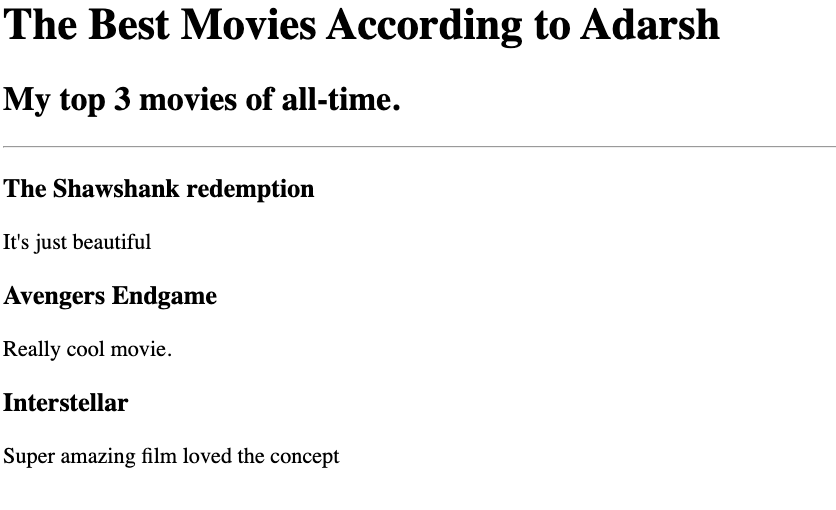 The Best Movies According to Adarsh
My top 3 movies of all-time.
The Shawshank redemption
It's just beautiful
Avengers Endgame
Really cool movie.
Interstellar
Super amazing film loved the concept